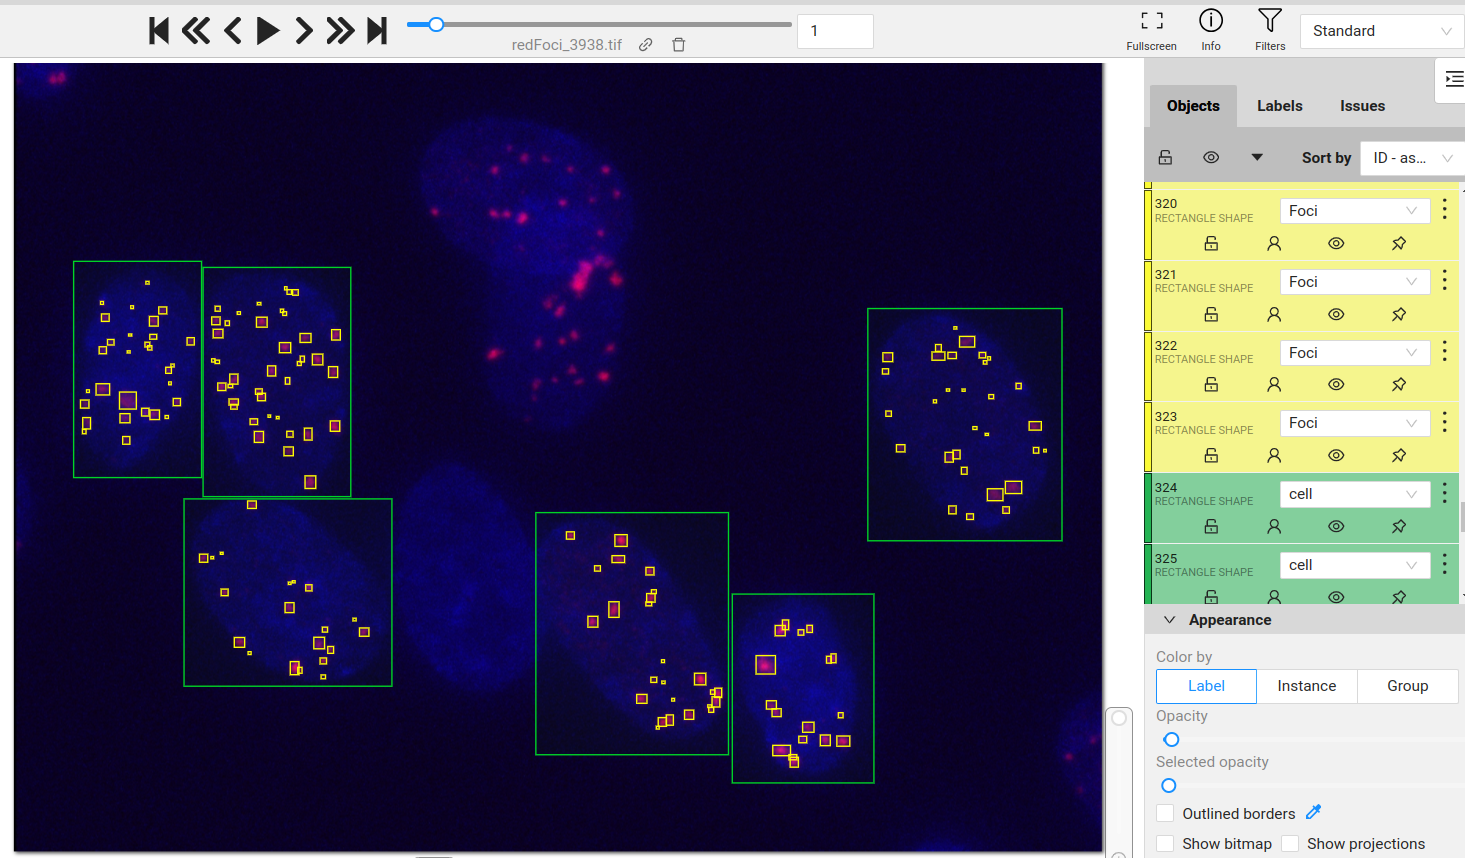 redFoci_3938.tif
1
Fullscreen
Info
Filters
Standard
Objects
Labels
Issues
Sort by
ID - as...
320
RECTANGLE SHAPE
Foci
321
RECTANGLE SHAPE
Foci
322
RECTANGLE SHAPE
Foci
323
RECTANGLE SHAPE
Foci
324
RECTANGLE SHAPE
cell
325
RECTANGLE SHAPE
cell
Appearance
Color by
Label
Instance
Group
Opacity
Selected opacity
Outlined borders
Show bitmap
Show projections